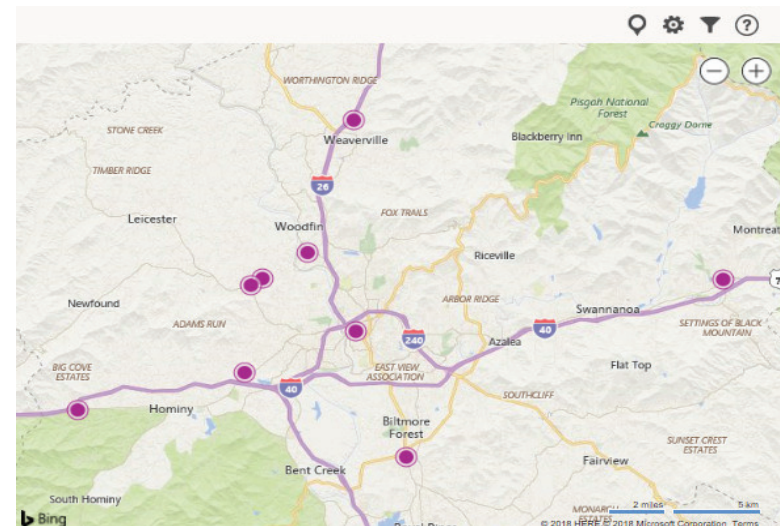 WORTHINGTON RIDGE
Pisgah National
Forest
Craggy Dome
STONE CREEK
Blackberry Inn
Weaverville
TIMBER RIDGE
26
Leicester
FOX TRAILS
Woodfin
Montreat
Riceville
Newfound
ARBOR RIDGE
Swannanoa
7
ADAMS RUN
240
40
Azalea
SETTINGS OF BLACK
MOUNTAIN
BIG COVE
ESTATES
EAST VIEW
ASSOCIATION
Flat Top
40
SOUTHCLIFF
Hominy
Biltmore
Forest
SUNSET CREST
ESTATES
Bent Creek
Fairview
South Hominy
MONARCH
ESTATES
2 miles
5 km
Bing
© 2018 HERE © 2018 Microsoft Corporation Terms